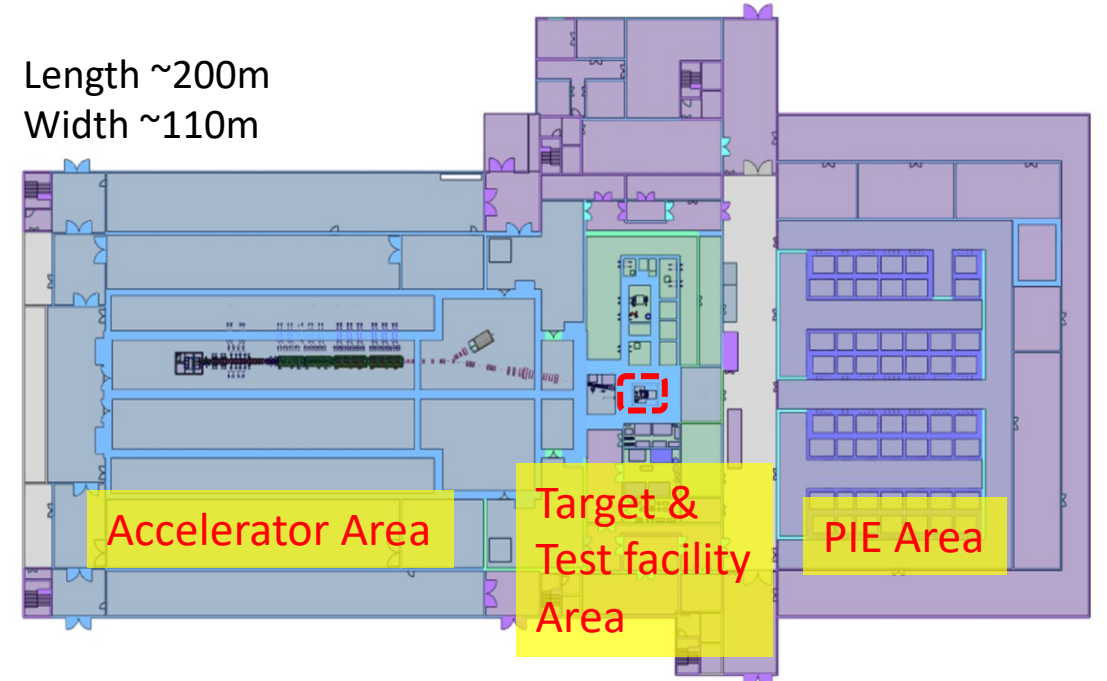 Length ~200m
Width ~110m
Accelerator Area
Target &
Test facility
Area
PIE Area